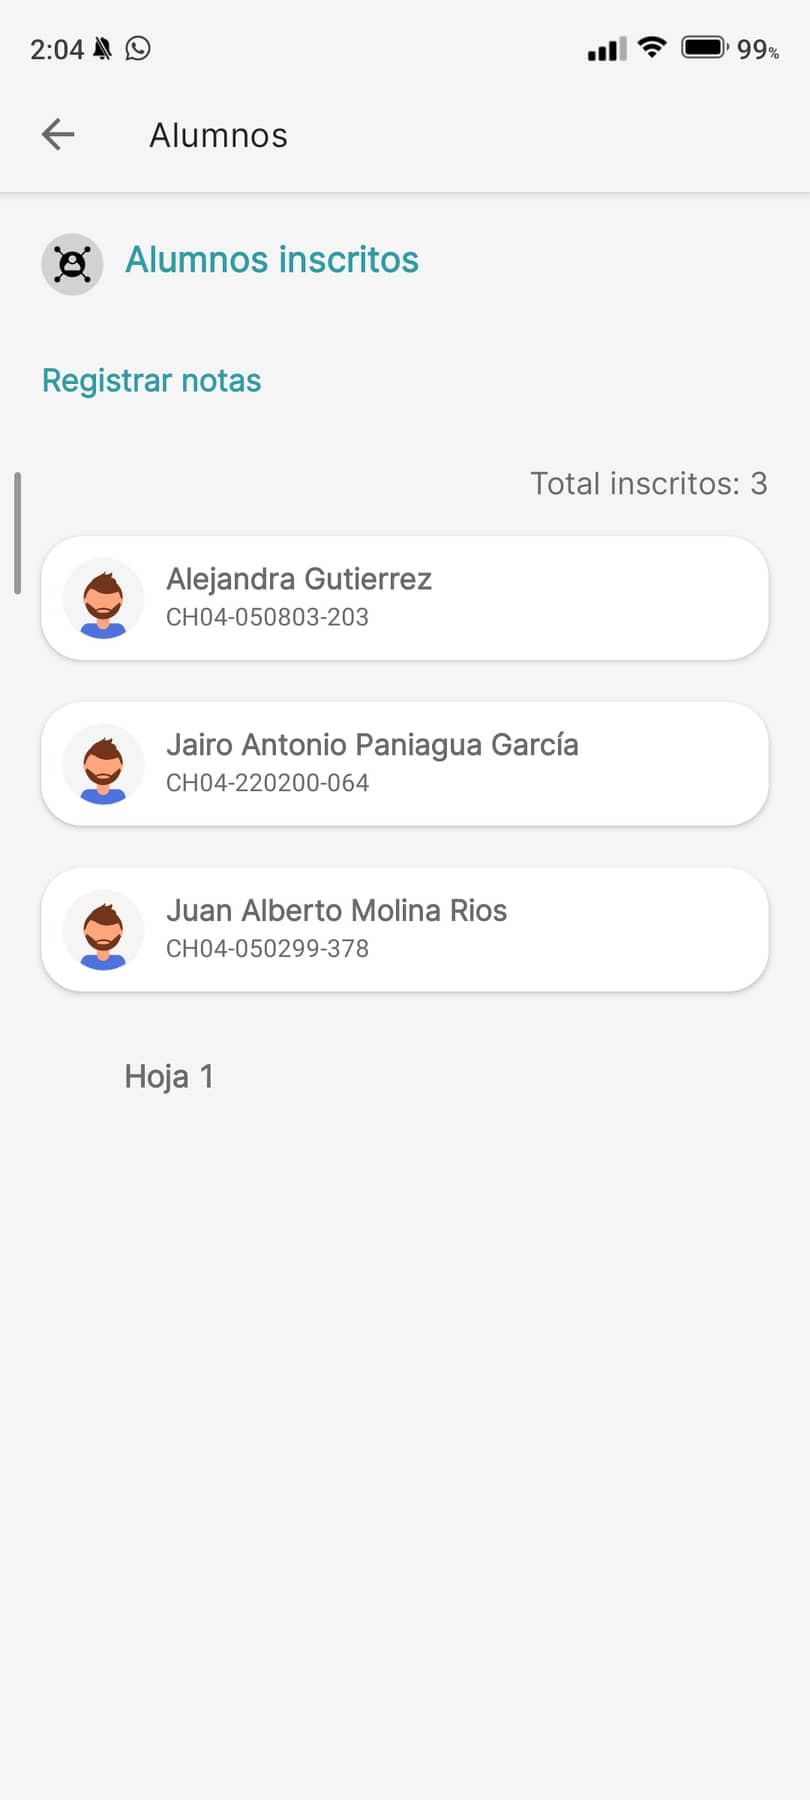 2:04 99%
Alumnos
Alumnos inscritos
Registrar notas
Total inscritos: 3
Alejandra Gutierrez
CH04-050803-203
Jairo Antonio Paniagua García
CH04-220200-064
Juan Alberto Molina Rios
CH04-050299-378
Hoja 1